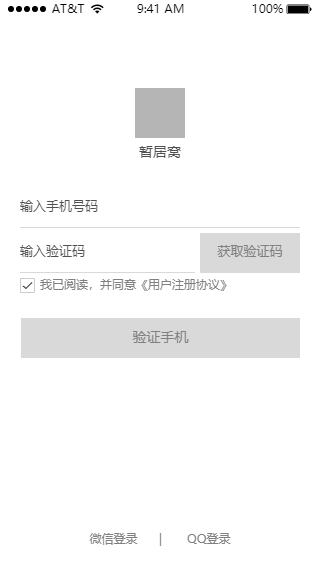 AT&T 9:41 AM 100%
暂居窝
输入手机号码
输入验证码 获取验证码
我已阅读，并同意《用户注册协议》
验证手机
微信登录 | QQ登录